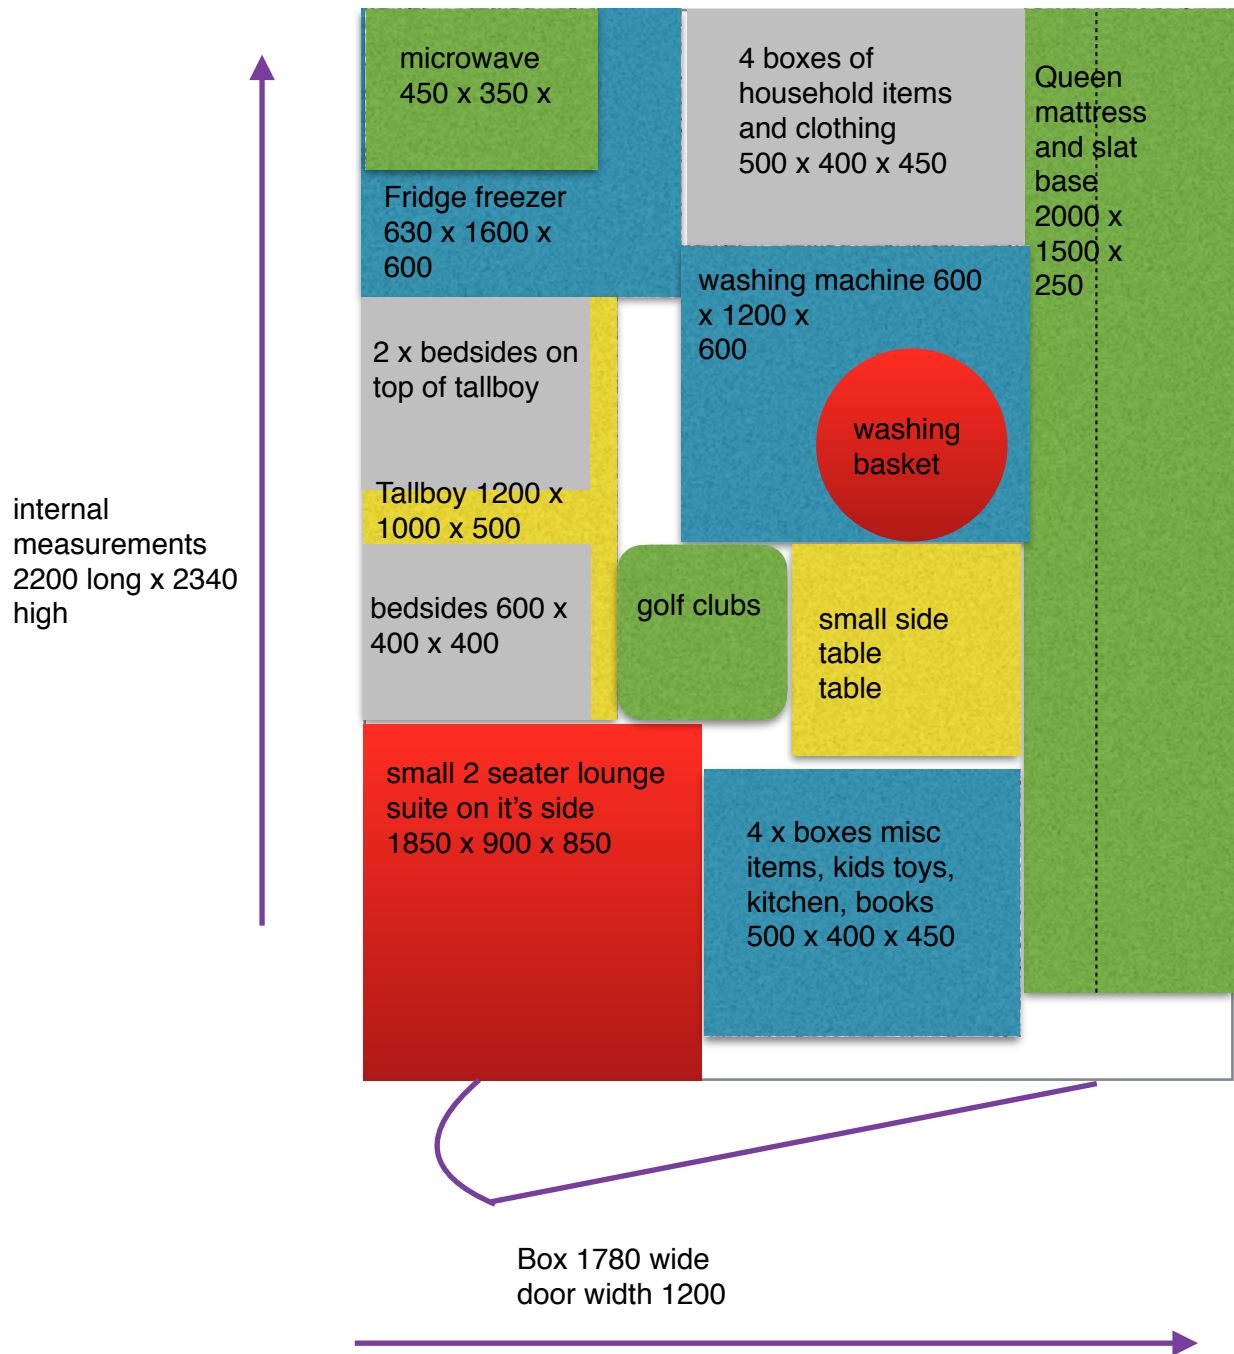 microwave
450 x 350 x
4 boxes of
household items
and clothing
500 x 400 x 450
Queen
mattress
and slat
base
2000 x
1500 x
250
Fridge freezer
630 x 1600 x
600
washing machine 600
x 1200 x
600
2 x bedsides on
top of tallboy
washing
basket
Tallboy 1200 x
1000 x 500
internal
measurements
2200 long x 2340
high
bedsides 600 x
400 x 400
golf clubs
small side
table
table
small 2 seater lounge
suite on it’s side
1850 x 900 x 850
4 x boxes misc
items, kids toys,
kitchen, books
500 x 400 x 450
Box 1780 wide
door width 1200